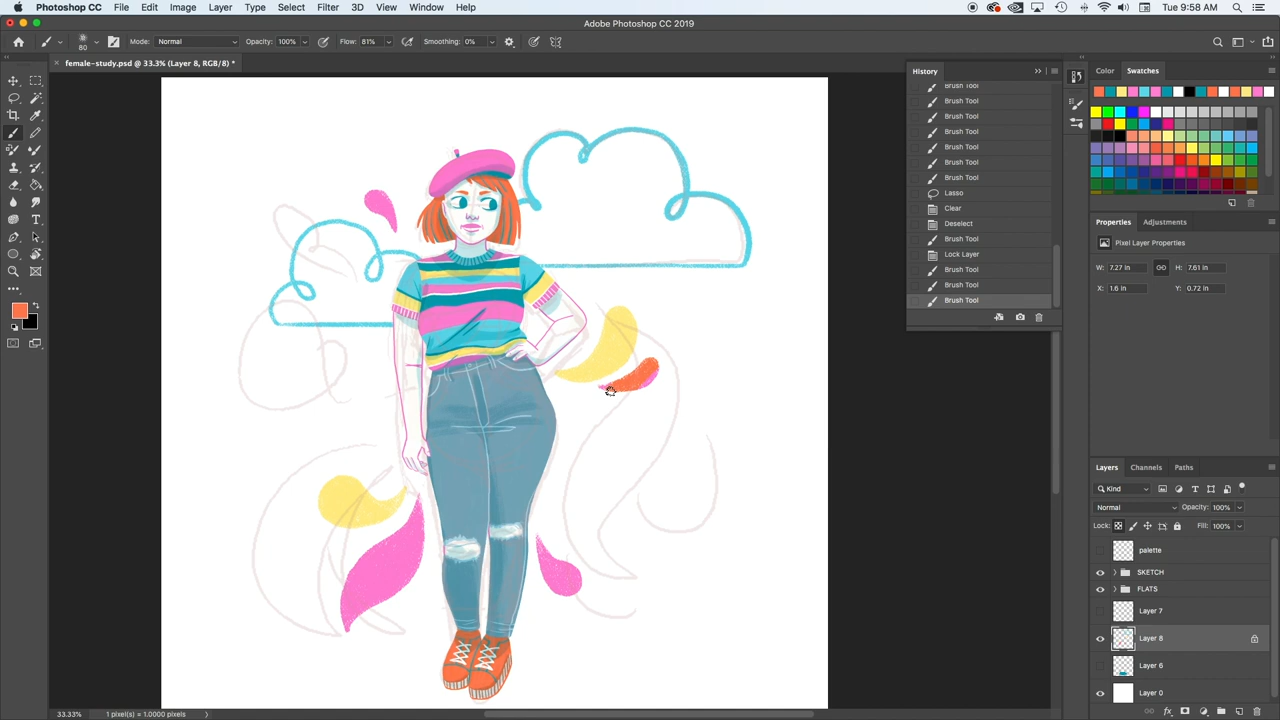 Photoshop CC File Edit Image Layer Type Select Filter 3D View Window Help Tue 9:58 AM
Adobe Photoshop CC 2019
80 Mode: Normal Opacity: 100% Flow: 81% Smoothing: 0%
× female-study.psd @ 33.3% (Layer 8, RGB/8) *
History
Brush Tool
Brush Tool
Brush Tool
Brush Tool
Brush Tool
Brush Tool
Brush Tool
Lasso
Clear
Deselect
Brush Tool
Lock Layer
Brush Tool
Brush Tool
Brush Tool
Color Swatches
Properties Adjustments
Pixel Layer Properties
W: 7.27 in H: 7.61 in
X: 1.6 in Y: 0.72 in
Layers Channels Paths
Kind
Normal Opacity: 100%
Lock: Fill: 100%
palette
SKETCH
FLATS
Layer 7
Layer 8
Layer 6
Layer 0
33.33% 1 pixel(s) = 1.0000 pixels